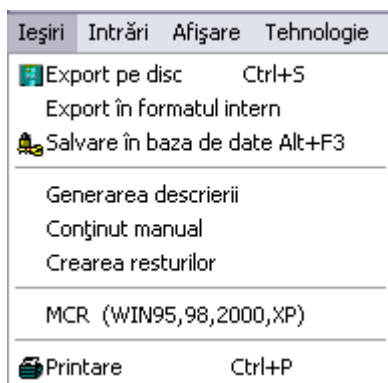 Ieşiri Intrări Afişare Tehnologie
Export pe disc Ctrl+S
Export în formatul intern
Salvare în baza de date Alt+F3
Generarea descrierii
Conţinut manual
Crearea resturilor
MCR (WIN95,98,2000,XP)
Printare Ctrl+P